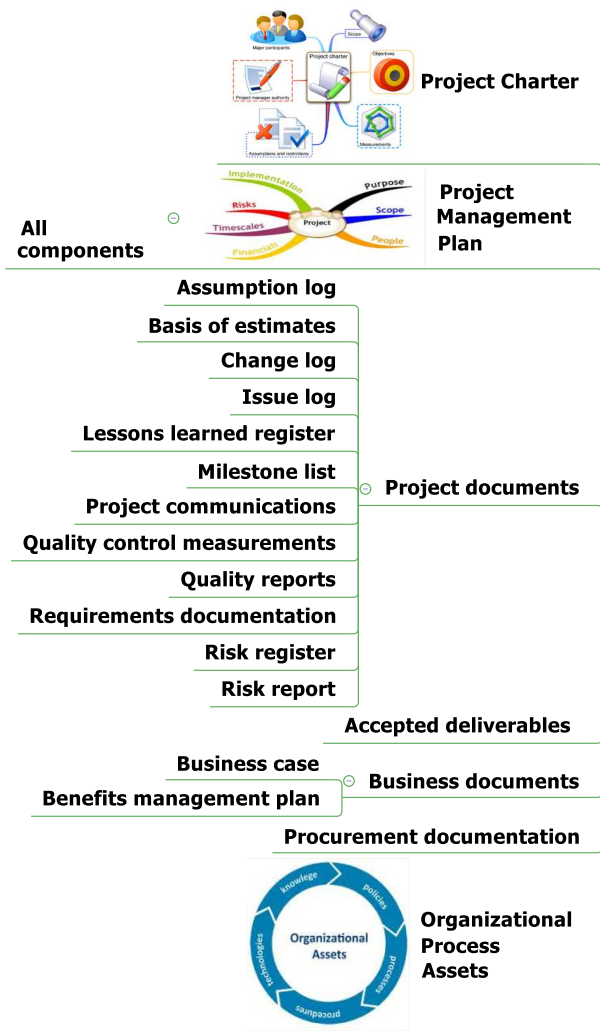 Major participants
Scope
Project charter
Objectives
Project manager authority
Assumptions and restrictions
Measurements
Project Charter
Implementation
Risks
Timescales
Financials
Project
Purpose
Scope
People
Project
Management
Plan
All
components
Assumption log
Basis of estimates
Change log
Issue log
Lessons learned register
Milestone list
Project communications
Quality control measurements
Quality reports
Requirements documentation
Risk register
Risk report
Project documents
Accepted deliverables
Business case
Benefits management plan
Business documents
Procurement documentation
knowlege
policies
processes
procedures
technologies
Organizational
Assets
Organizational
Process
Assets